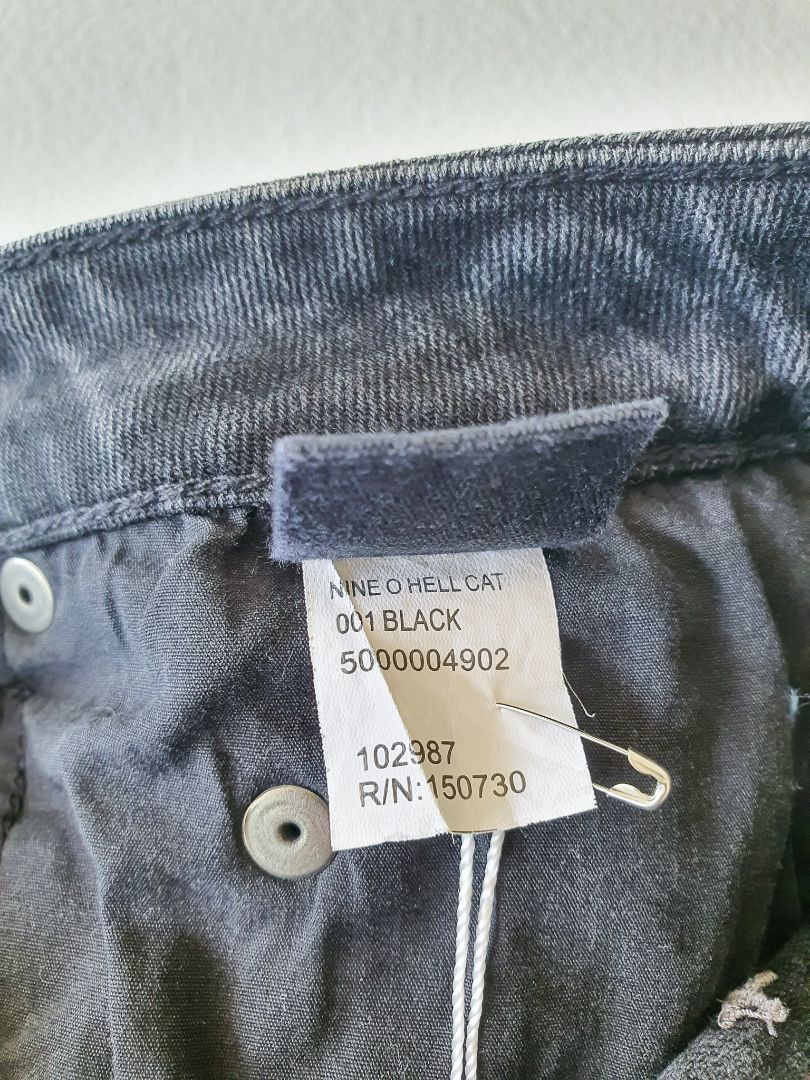 NINE O HELL CAT
001 BLACK
5000004902
102987
R/N:150730